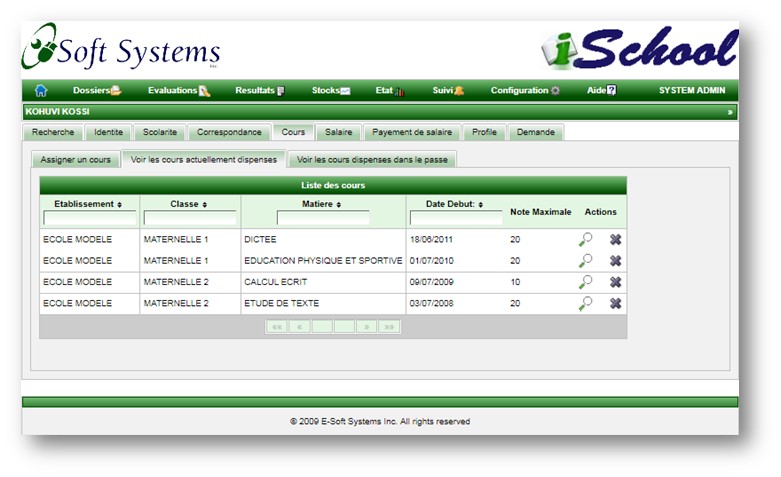 Soft Systems Inc.
iSchool
Dossiers Evaluations Resultats Stocks Etat Suivi Configuration Aide SYSTEM ADMIN
KOHUVI KOSSI »
Recherche Identite Scolarite Correspondance Cours Salaire Payement de salaire Profile Demande
Assigner un cours Voir les cours actuellement dispenses Voir les cours dispenses dans le passe
Liste des cours
Etablissement Classe Matiere Date Debut: Note Maximale Actions
ECOLE MODELE MATERNELLE 1 DICTEE 18/06/2011 20
ECOLE MODELE MATERNELLE 1 EDUCATION PHYSIQUE ET SPORTIVE 01/07/2010 20
ECOLE MODELE MATERNELLE 2 CALCUL ECRIT 09/07/2009 10
ECOLE MODELE MATERNELLE 2 ETUDE DE TEXTE 03/07/2008 20
«« « » »»
© 2009 E-Soft Systems Inc. All rights reserved